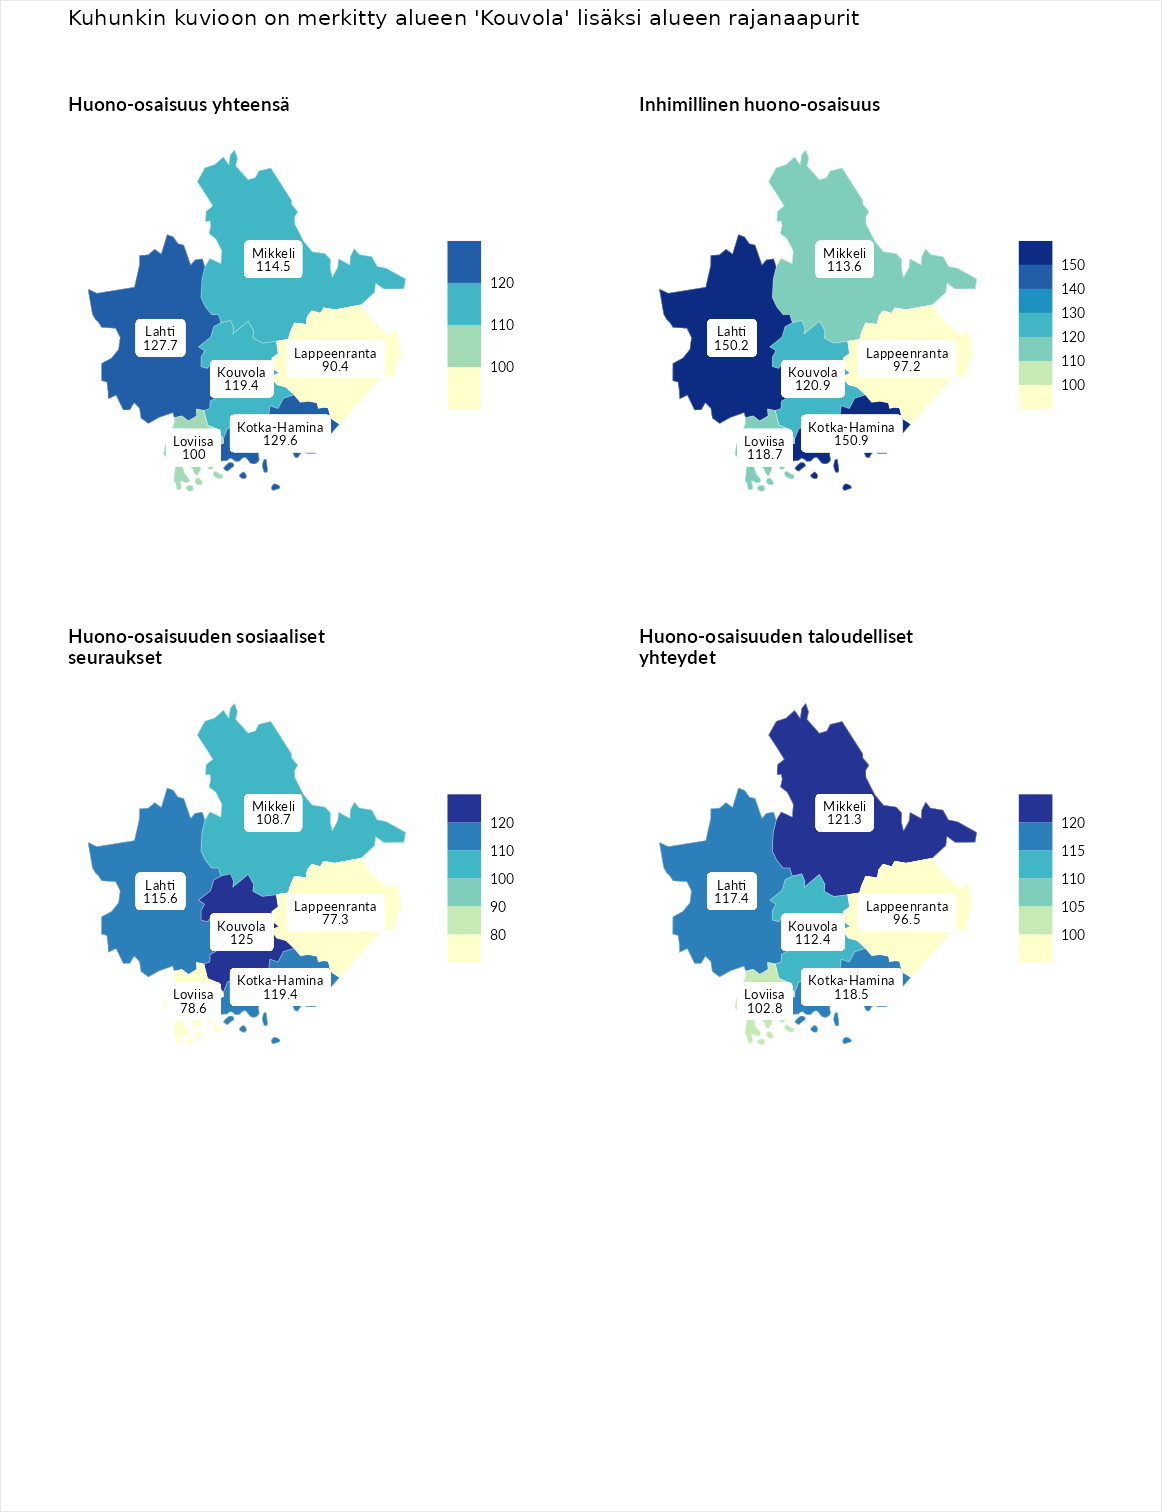 Kuhunkin kuvioon on merkitty alueen 'Kouvola' lisäksi alueen rajanaapurit
Huono-osaisuus yhteensä
Mikkeli
114.5
Lahti
127.7
Lappeenranta
90.4
Kouvola
119.4
Kotka-Hamina
129.6
Loviisa
100
120
110
100
Inhimillinen huono-osaisuus
Mikkeli
113.6
Lahti
150.2
Lappeenranta
97.2
Kouvola
120.9
Kotka-Hamina
150.9
Loviisa
118.7
150
140
130
120
110
100
Huono-osaisuuden sosiaaliset
seuraukset
Mikkeli
108.7
Lahti
115.6
Lappeenranta
77.3
Kouvola
125
Kotka-Hamina
119.4
Loviisa
78.6
120
110
100
90
80
Huono-osaisuuden taloudelliset
yhteydet
Mikkeli
121.3
Lahti
117.4
Lappeenranta
96.5
Kouvola
112.4
Kotka-Hamina
118.5
Loviisa
102.8
120
115
110
105
100